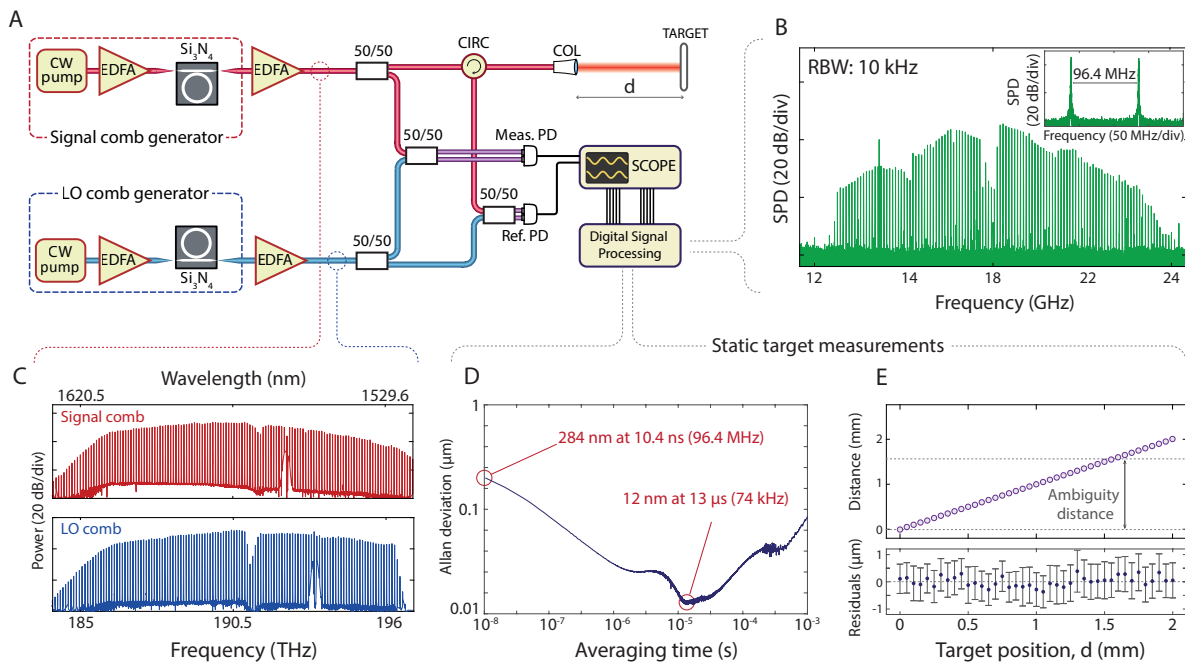 A
CW
pump
EDFA
Si3N4
EDFA
Signal comb generator
50/50
CIRC
COL
TARGET
d
50/50
Meas. PD
50/50
Ref. PD
SCOPE
Digital Signal
Processing
LO comb generator
CW
pump
EDFA
Si3N4
EDFA
50/50
B
RBW: 10 kHz
SPD (20 dB/div)
12
14
18
22
24
Frequency (GHz)
96.4 MHz
SPD
(20 dB/div)
Frequency (50 MHz/div)
Static target measurements
C
Wavelength (nm)
1620.5
1529.6
Signal comb
LO comb
Power (20 dB/div)
185
190.5
196
Frequency (THz)
D
Allan deviation (μm)
1
0.1
0.01
284 nm at 10.4 ns (96.4 MHz)
12 nm at 13 μs (74 kHz)
10⁻⁸
10⁻⁷
10⁻⁶
10⁻⁵
10⁻⁴
10⁻³
Averaging time (s)
E
Distance (mm)
2
1
0
Ambiguity
distance
Residuals (μm)
1
0
-1
0
0.5
1
1.5
2
Target position, d (mm)